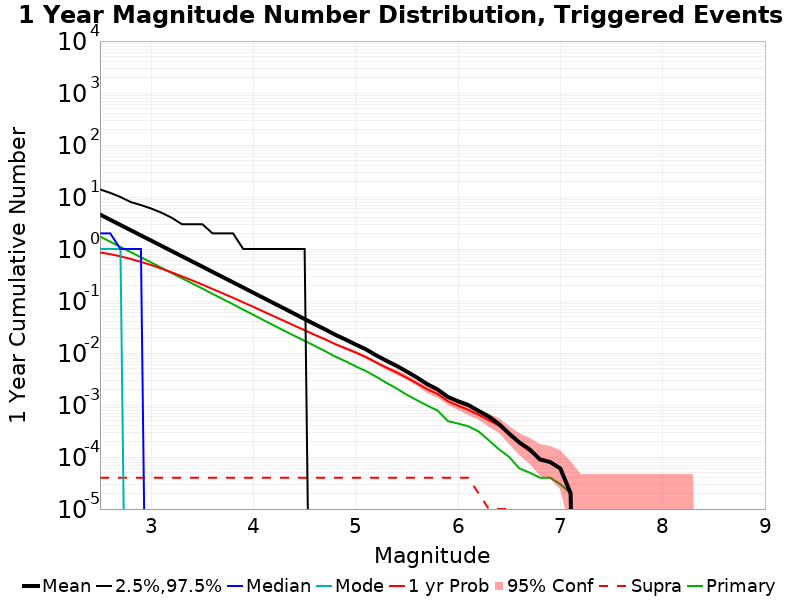 1 Year Magnitude Number Distribution, Triggered Events
10^4
10^3
10^2
10^1
10^0
10^-1
10^-2
10^-3
10^-4
10^-5
1 Year Cumulative Number
3 4 5 6 7 8 9
Magnitude
Mean 2.5%,97.5% Median Mode 1 yr Prob 95% Conf Supra Primary